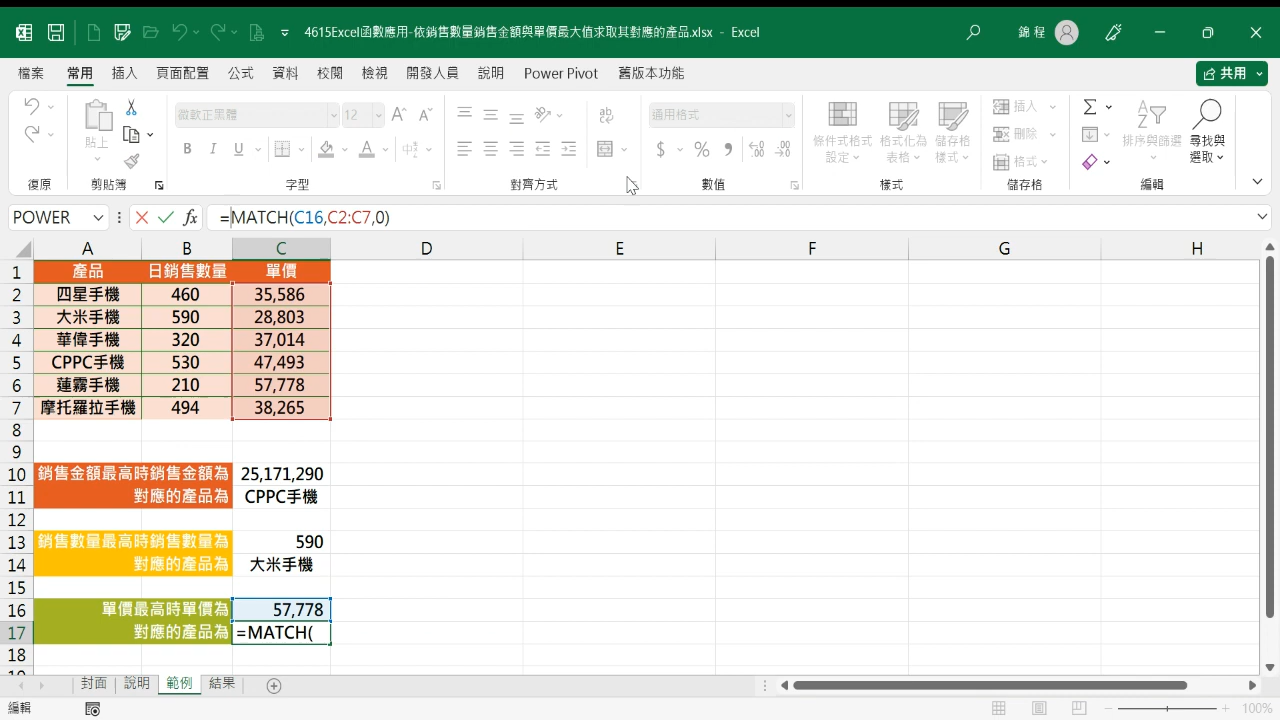 4615Excel函數應用-依銷售數量銷售金額與單價最大值求取其對應的產品.xlsx - Excel
錦 程
檔案 常用 插入 頁面配置 公式 資料 校閱 檢視 開發人員 說明 Power Pivot 舊版本功能 共用
貼上 微軟正黑體 12 通用格式 條件式格式設定 格式化為表格 儲存格樣式 插入 刪除 格式 排序與篩選 尋找與選取
復原 剪貼簿 字型 對齊方式 數值 樣式 儲存格 編輯
POWER =MATCH(C16,C2:C7,0)
A B C D E F G H
1 產品 日銷售數量 單價
2 四星手機 460 35,586
3 大米手機 590 28,803
4 華偉手機 320 37,014
5 CPPC手機 530 47,493
6 蓮霧手機 210 57,778
7 摩托羅拉手機 494 38,265
8
9
10 銷售金額最高時銷售金額為 25,171,290
11 對應的產品為 CPPC手機
12
13 銷售數量最高時銷售數量為 590
14 對應的產品為 大米手機
15
16 單價最高時單價為 57,778
17 對應的產品為 =MATCH(
18
封面 說明 範例 結果
編輯 100%